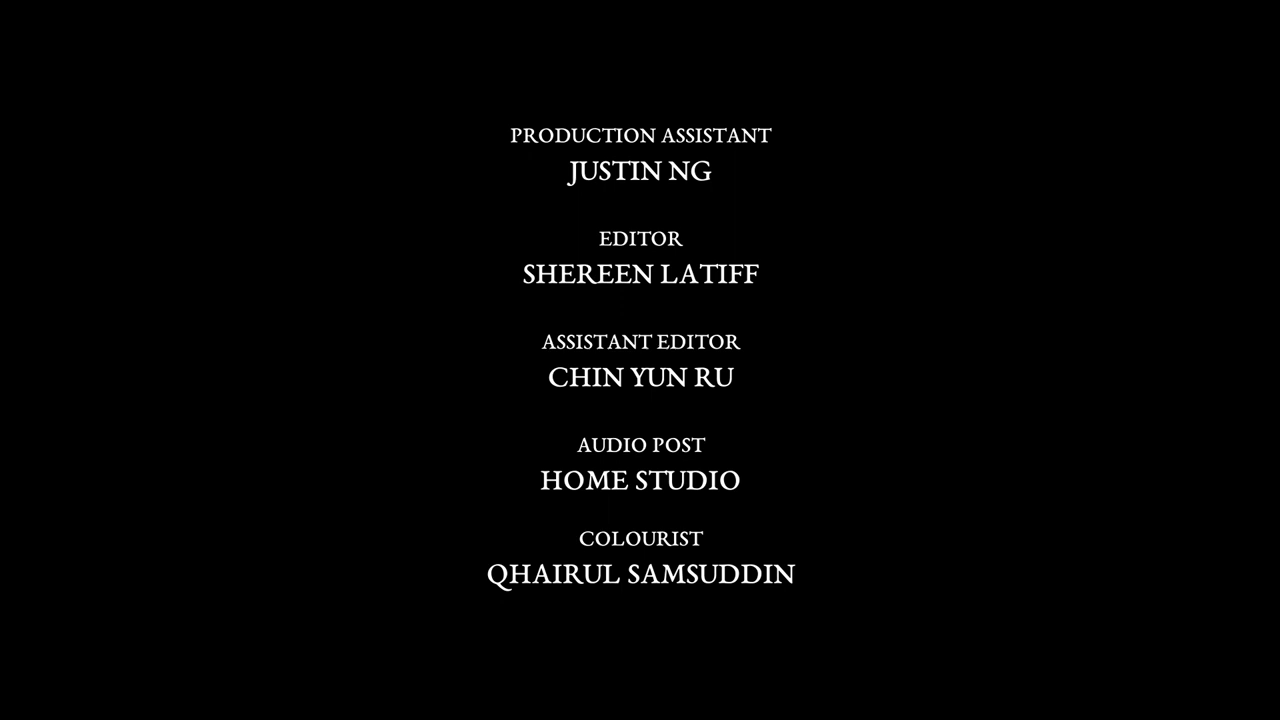 PRODUCTION ASSISTANT
JUSTIN NG
EDITOR
SHEREEN LATIFF
ASSISTANT EDITOR
CHIN YUN RU
AUDIO POST
HOME STUDIO
COLOURIST
QHAIRUL SAMSUDDIN